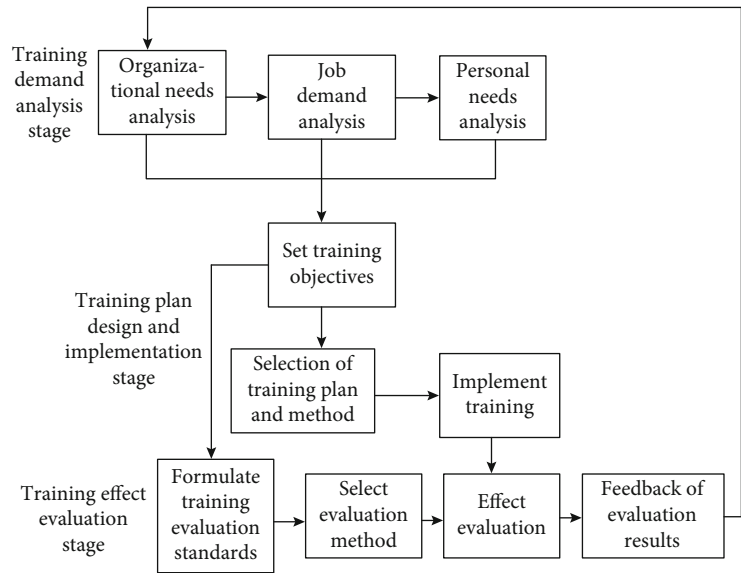 Training
demand
analysis
stage
Organiza-
tional needs
analysis
Job
demand
analysis
Personal
needs
analysis
Set training
objectives
Training plan
design and
implementation
stage
Selection of
training plan
and method
Implement
training
Training effect
evaluation
stage
Formulate
training
evaluation
standards
Select
evaluation
method
Effect
evaluation
Feedback of
evaluation
results